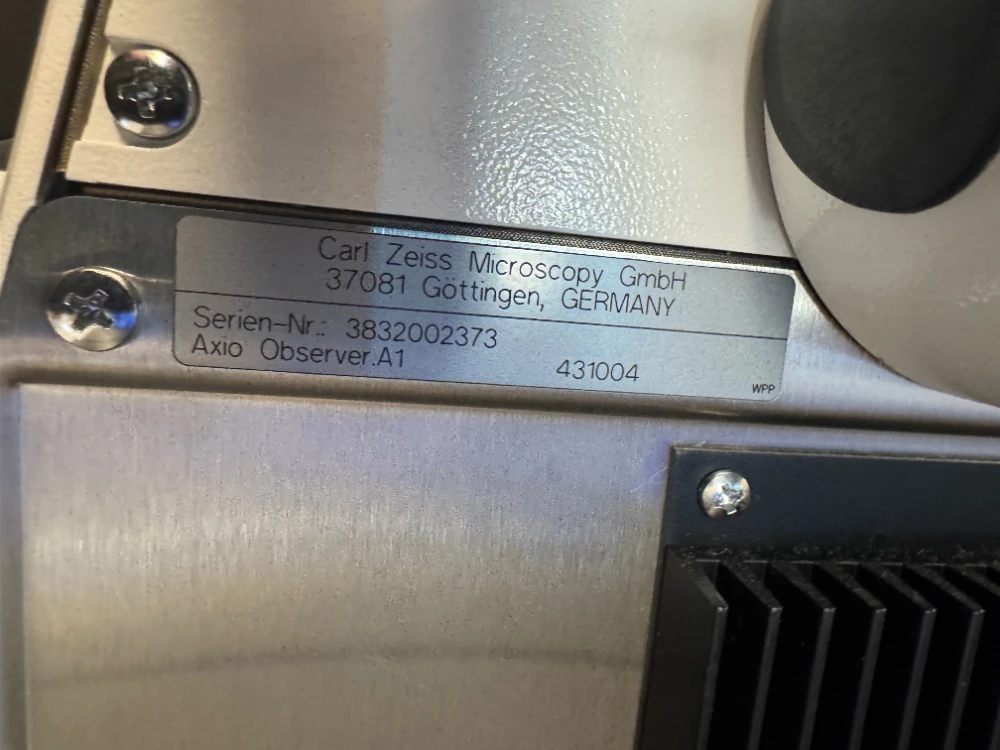 Carl Zeiss Microscopy GmbH
37081 Göttingen, GERMANY
Serien-Nr.: 3832002373
Axio Observer.A1 431004
WPP